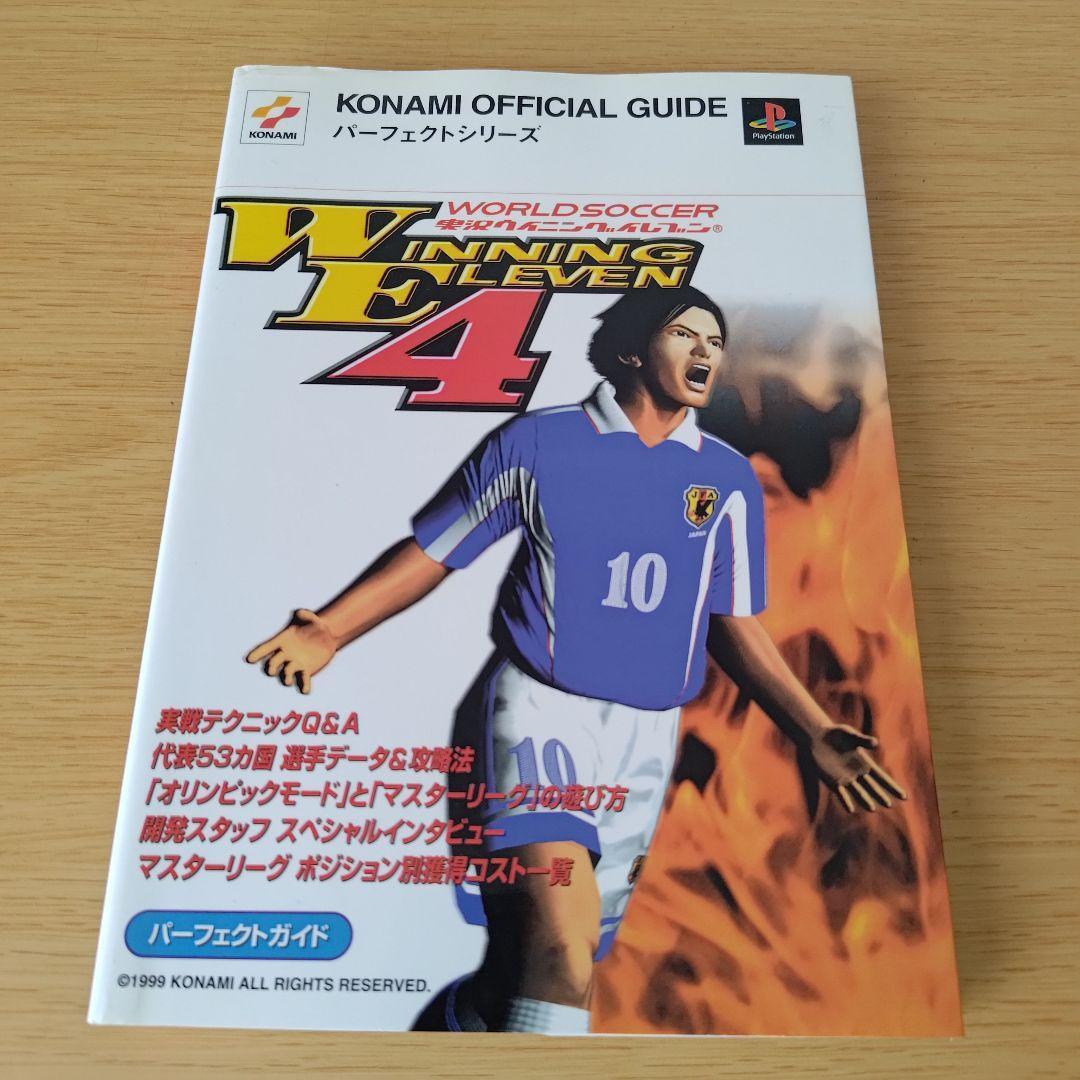 KONAMI
KONAMI OFFICIAL GUIDE
パーフェクトシリーズ
PlayStation
WORLD SOCCER
実況ウイニングイレブン®
WINNING
ELEVEN
4
JFA
JAPAN
10
10
実戦テクニックQ&A
代表53カ国 選手データ&攻略法
「オリンピックモード」と「マスターリーグ」の遊び方
開発スタッフ スペシャルインタビュー
マスターリーグ ポジション別獲得コスト一覧
パーフェクトガイド
©1999 KONAMI ALL RIGHTS RESERVED.